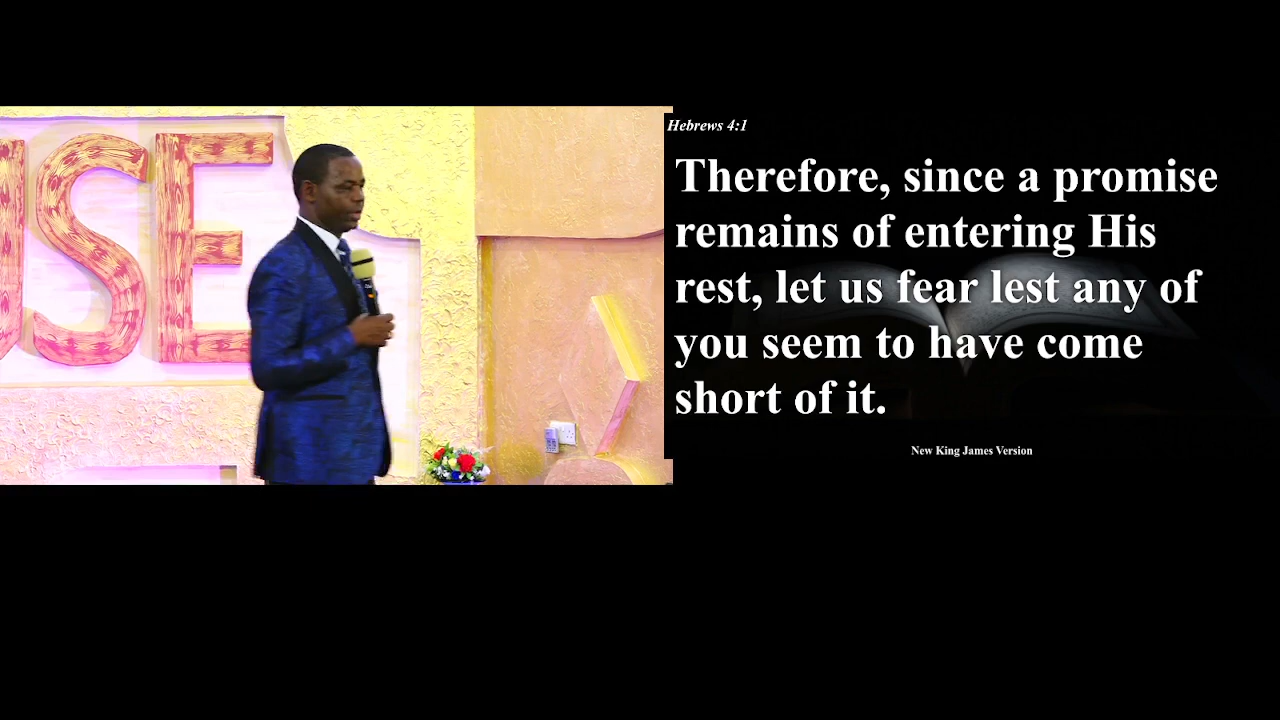 SE
Hebrews 4:1
Therefore, since a promise
remains of entering His
rest, let us fear lest any of
you seem to have come
short of it.
New King James Version